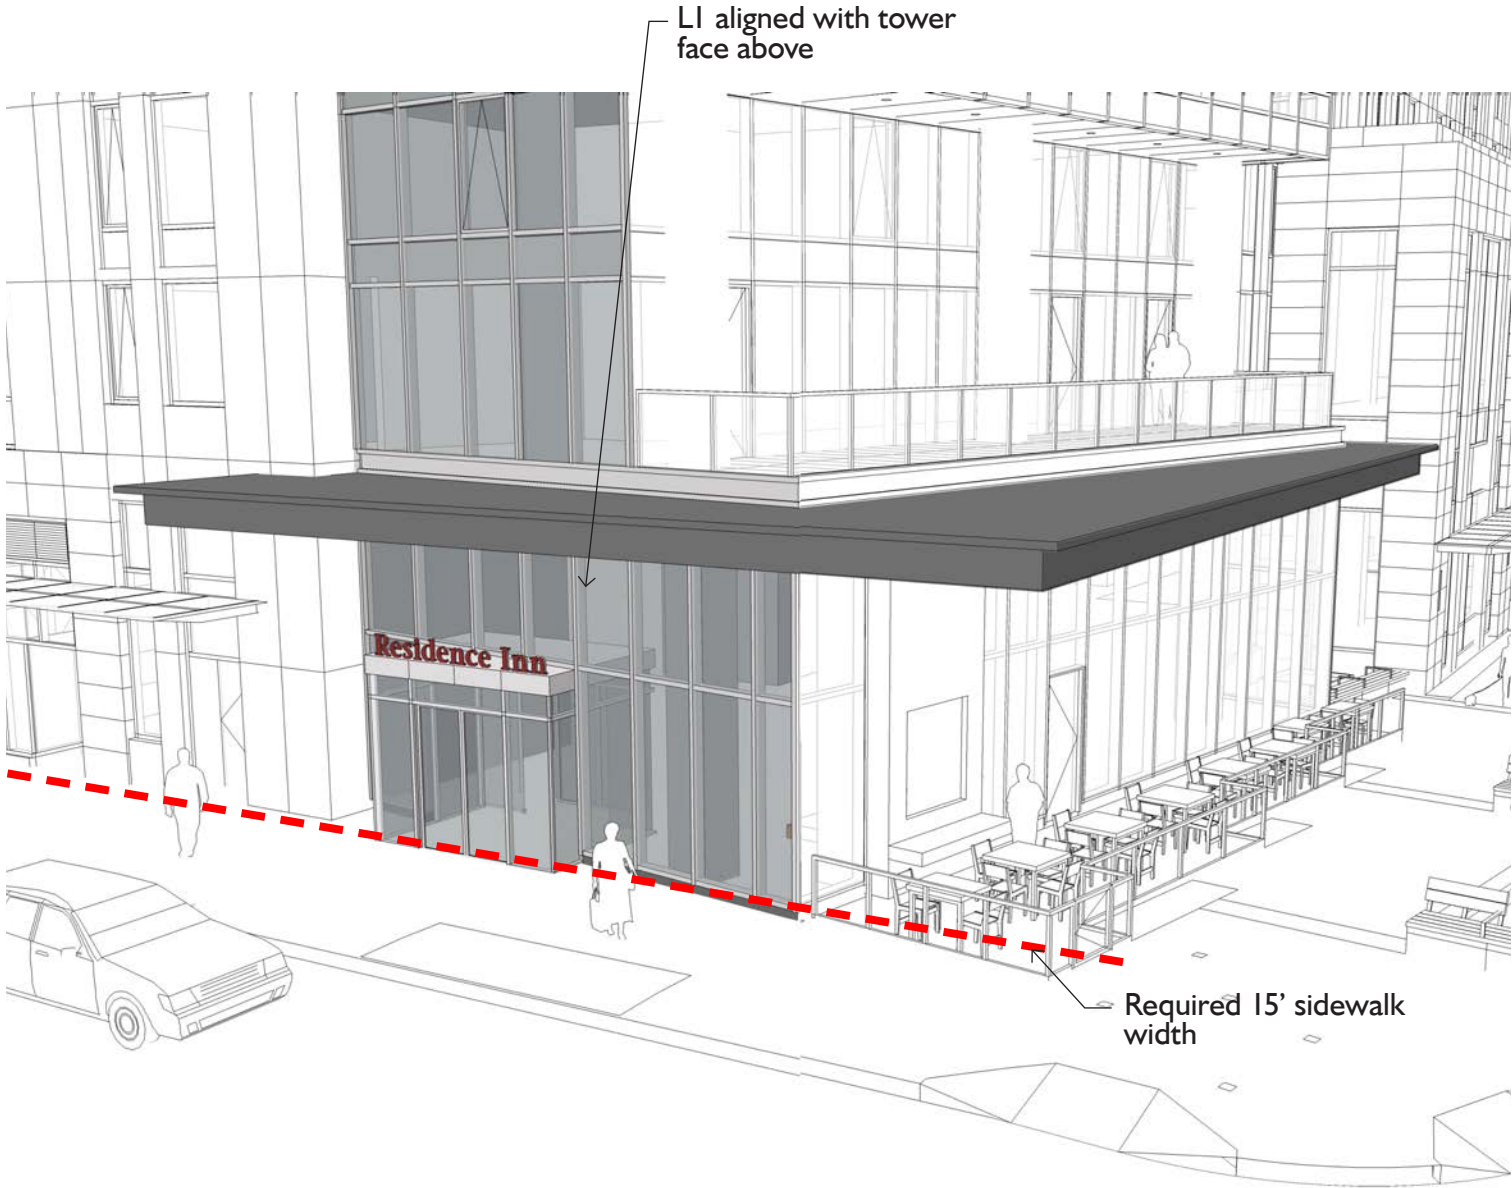 L1 aligned with tower
face above
Residence Inn
Required 15’ sidewalk
width